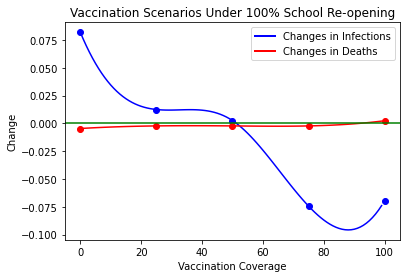 Vaccination Scenarios Under 100% School Re-opening
Changes in Infections
Changes in Deaths
Change
0.075
0.050
0.025
0.000
−0.025
−0.050
−0.075
−0.100
0 20 40 60 80 100
Vaccination Coverage